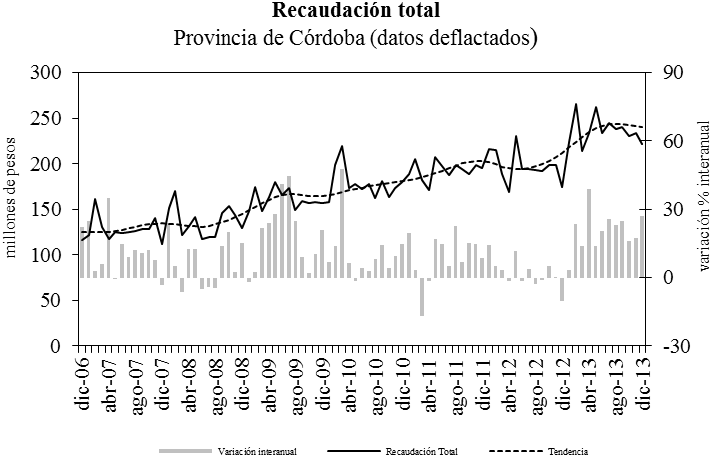 Recaudación total
Provincia de Córdoba (datos deflactados)
millones de pesos
300
250
200
150
100
50
0
90
60
30
0
-30
variación % interanual
dic-06
abr-07
ago-07
dic-07
abr-08
ago-08
dic-08
abr-09
ago-09
dic-09
abr-10
ago-10
dic-10
abr-11
ago-11
dic-11
abr-12
ago-12
dic-12
abr-13
ago-13
dic-13
Variación interanual Recaudación Total Tendencia